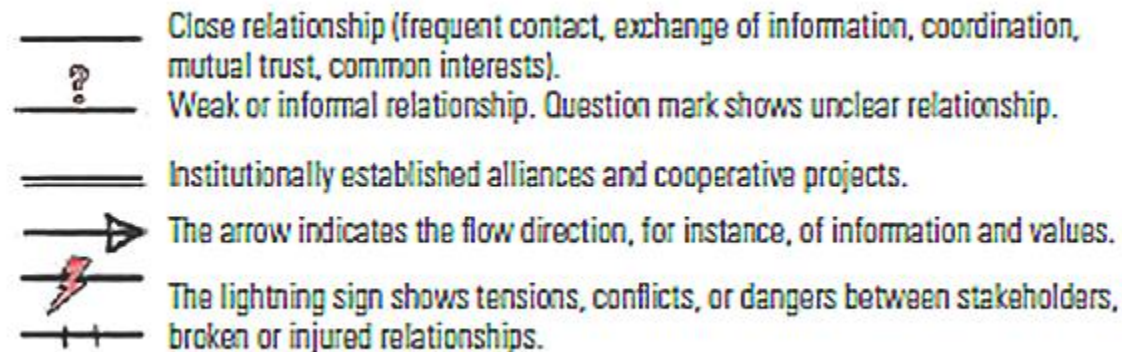 Close relationship (frequent contact, exchange of information, coordination,
mutual trust, common interests).
?
Weak or informal relationship. Question mark shows unclear relationship.
Institutionally established alliances and cooperative projects.
The arrow indicates the flow direction, for instance, of information and values.
The lightning sign shows tensions, conflicts, or dangers between stakeholders,
broken or injured relationships.